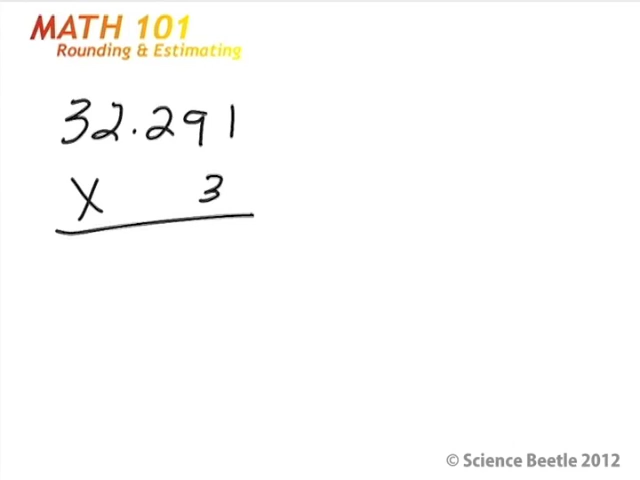 MATH 101
Rounding & Estimating
32.291
X 3
© Science Beetle 2012